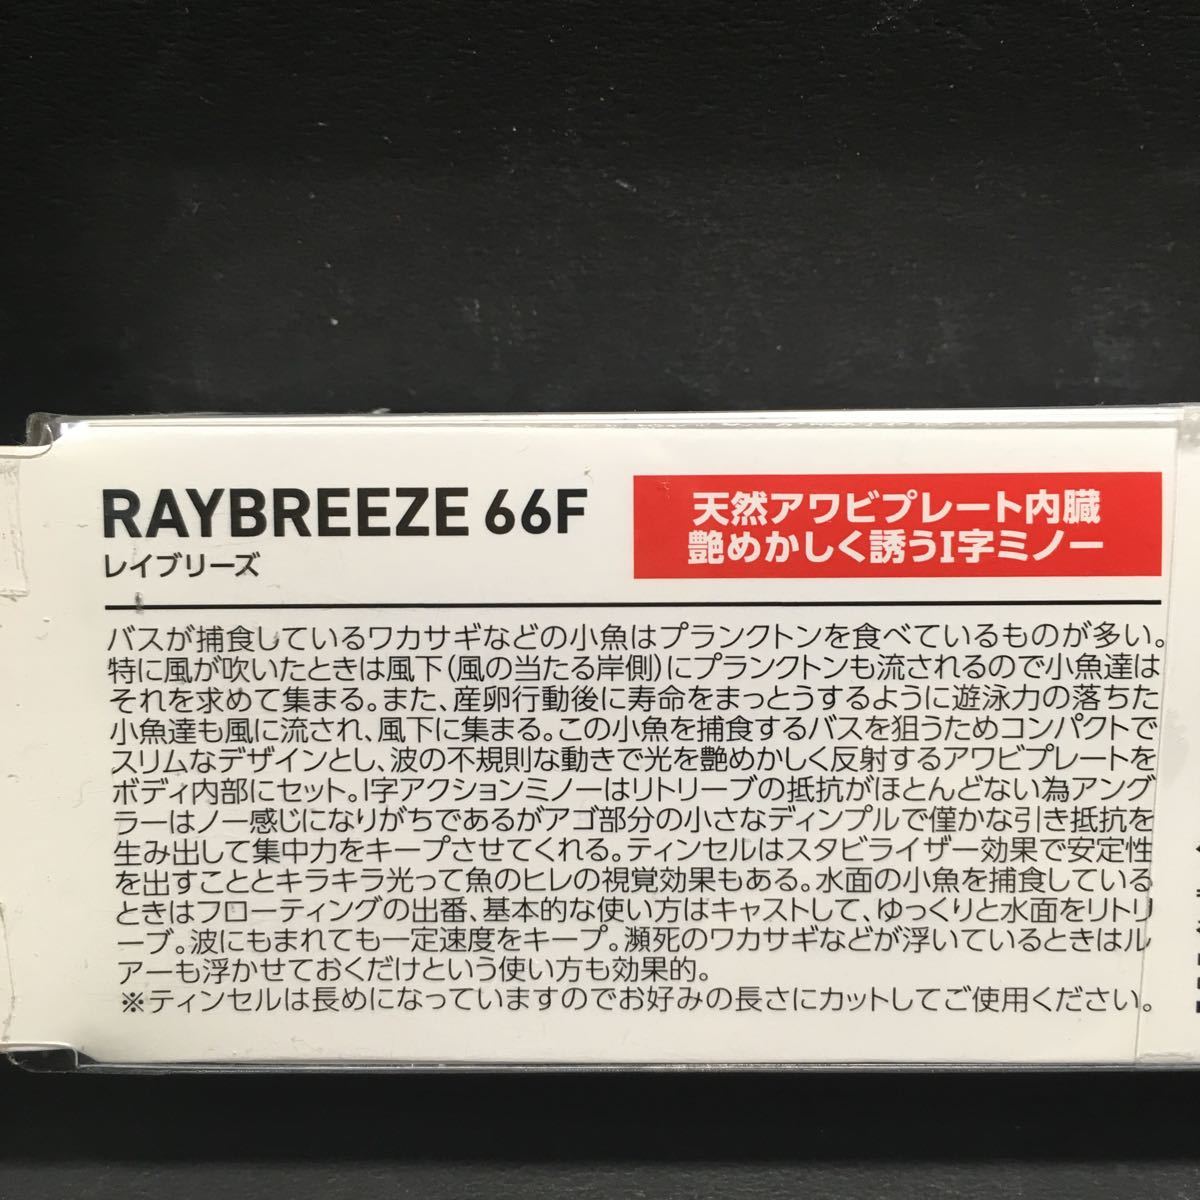 RAYBREEZE 66F
レイブリーズ
天然アワビプレート内臓
艶めかしく誘うI字ミノー
バスが捕食しているワカサギなどの小魚はプランクトンを食べているものが多い。
特に風が吹いたときは風下(風の当たる岸側)にプランクトンも流されるので小魚達は
それを求めて集まる。また、産卵行動後に寿命をまっとうするように遊泳力の落ちた
小魚達も風に流され、風下に集まる。この小魚を捕食するバスを狙うためコンパクトで
スリムなデザインとし、波の不規則な動きで光を艶めかしく反射するアワビプレートを
ボディ内部にセット。I字アクションミノーはリトリーブの抵抗がほとんどない為アング
ラーはノー感じになりがちであるがアゴ部分の小さなディンプルで僅かな引き抵抗を
生み出して集中力をキープさせてくれる。ティンセルはスタビライザー効果で安定性
を出すこととキラキラ光って魚のヒレの視覚効果もある。水面の小魚を捕食している
ときはフローティングの出番、基本的な使い方はキャストして、ゆっくりと水面をリトリ
ーブ。波にもまれても一定速度をキープ。瀕死のワカサギなどが浮いているときはル
アーも浮かせておくだけという使い方も効果的。
※ティンセルは長めになっていますのでお好みの長さにカットしてご使用ください。